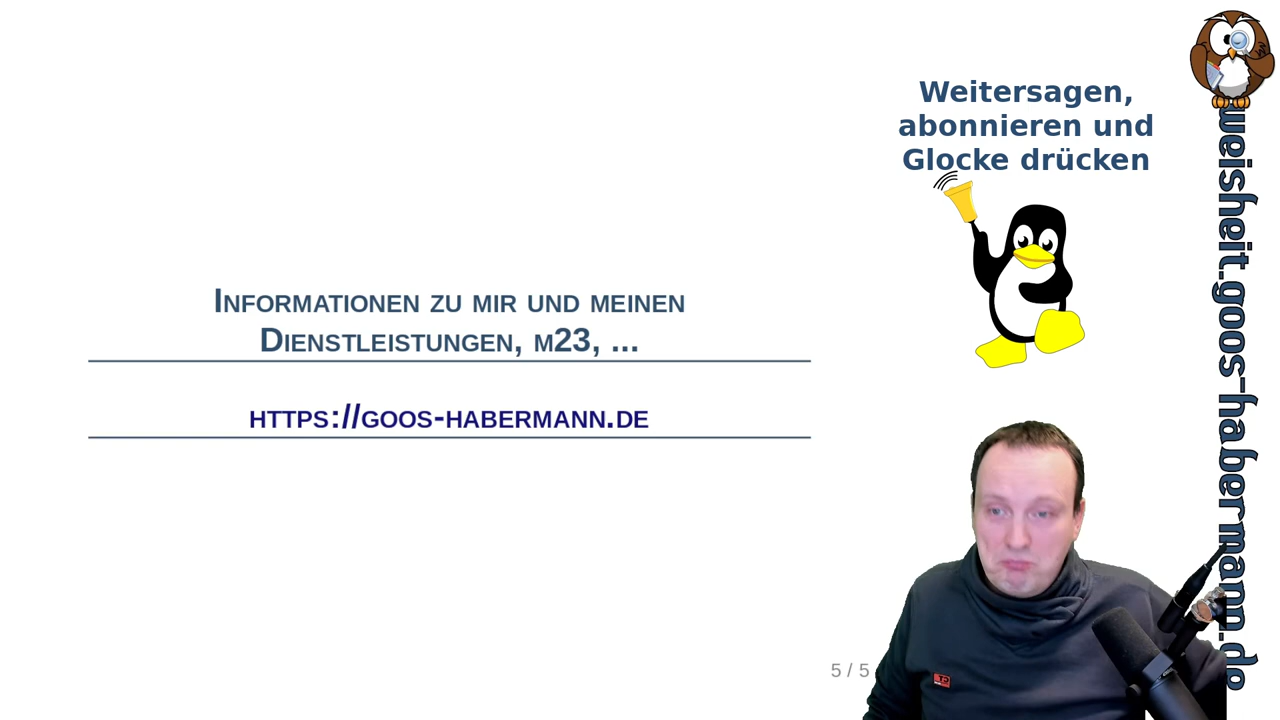 Weitersagen,
abonnieren und
Glocke drücken
Informationen zu mir und meinen
Dienstleistungen, m23, ...
https://goos-habermann.de
5 / 5
weisheit.goos-habermann.de